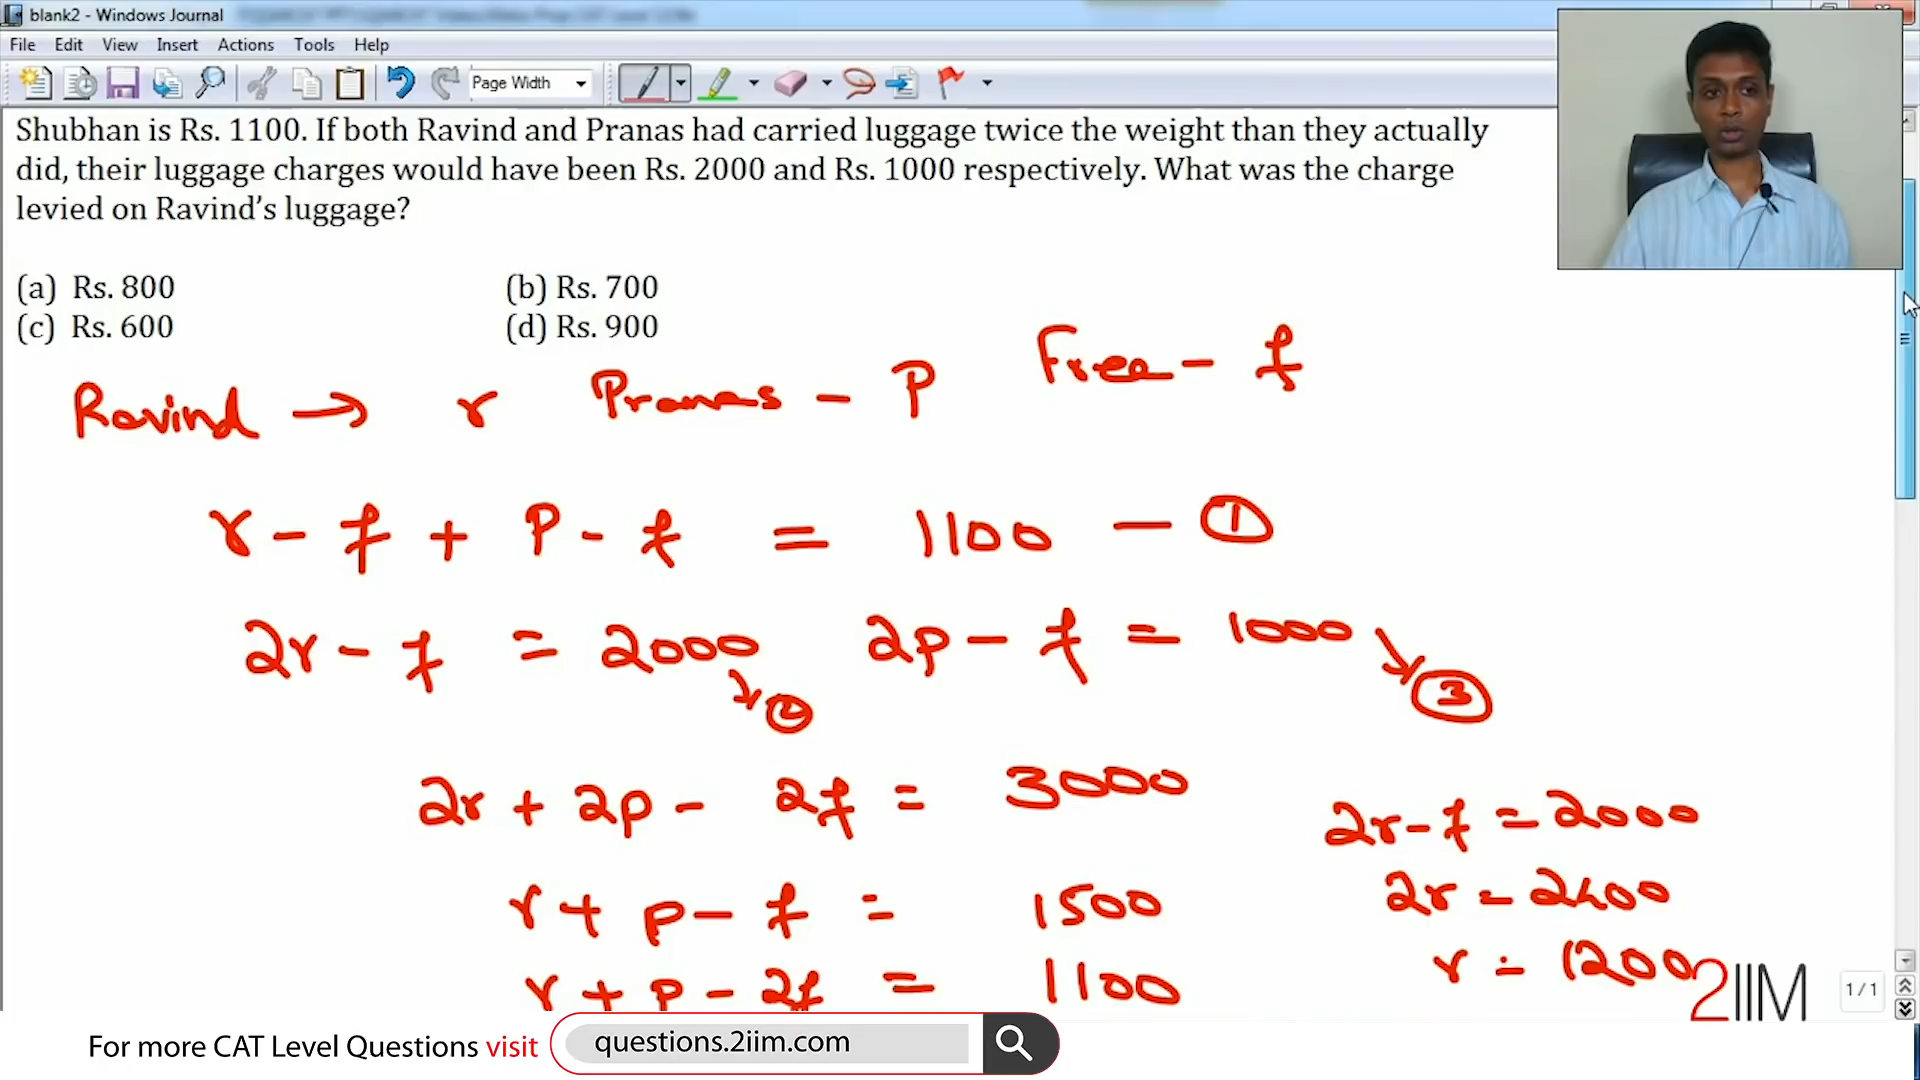 blank2 - Windows Journal
File Edit View Insert Actions Tools Help
Page Width
Shubhan is Rs. 1100. If both Ravind and Pranas had carried luggage twice the weight than they actually
did, their luggage charges would have been Rs. 2000 and Rs. 1000 respectively. What was the charge
levied on Ravind's luggage?
(a) Rs. 800 (b) Rs. 700
(c) Rs. 600 (d) Rs. 900
Ravind → r Pranas - P Free - f
r - f + P - f = 1100 - ①
2r - f = 2000 2p - f = 1000
② ③
2r + 2p - 2f = 3000
2r - f = 2000
r + p - f = 1500
2r = 2400
r + p - 2f = 1100
r = 1200
2IIM
1 / 1
For more CAT Level Questions visit questions.2iim.com